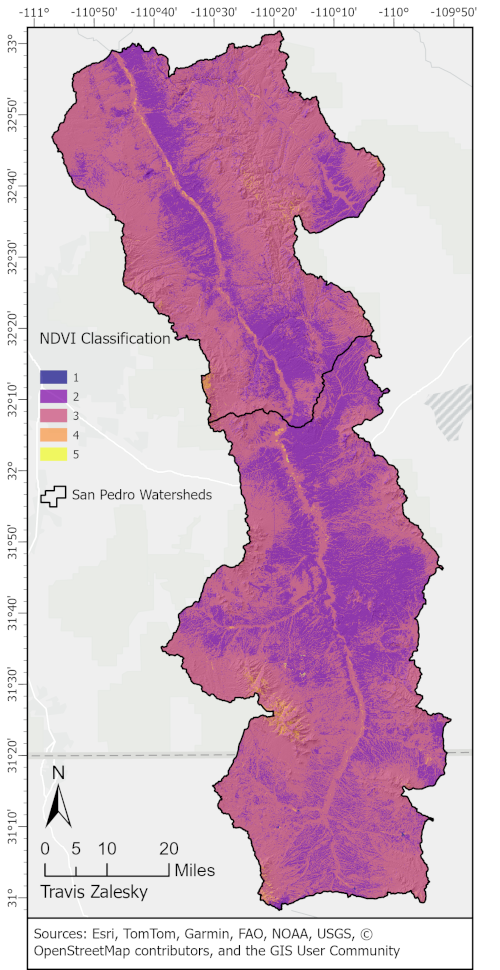 -111° -110°50' -110°40' -110°30' -110°20' -110°10' -110° -109°50'
33°
32°50'
32°40'
32°30'
32°20'
32°10'
32°
31°50'
31°40'
31°30'
31°20'
31°10'
31°
NDVI Classification
1
2
3
4
5
San Pedro Watersheds
N
0 5 10 20
Miles
Travis Zalesky
Sources: Esri, TomTom, Garmin, FAO, NOAA, USGS, ©
OpenStreetMap contributors, and the GIS User Community